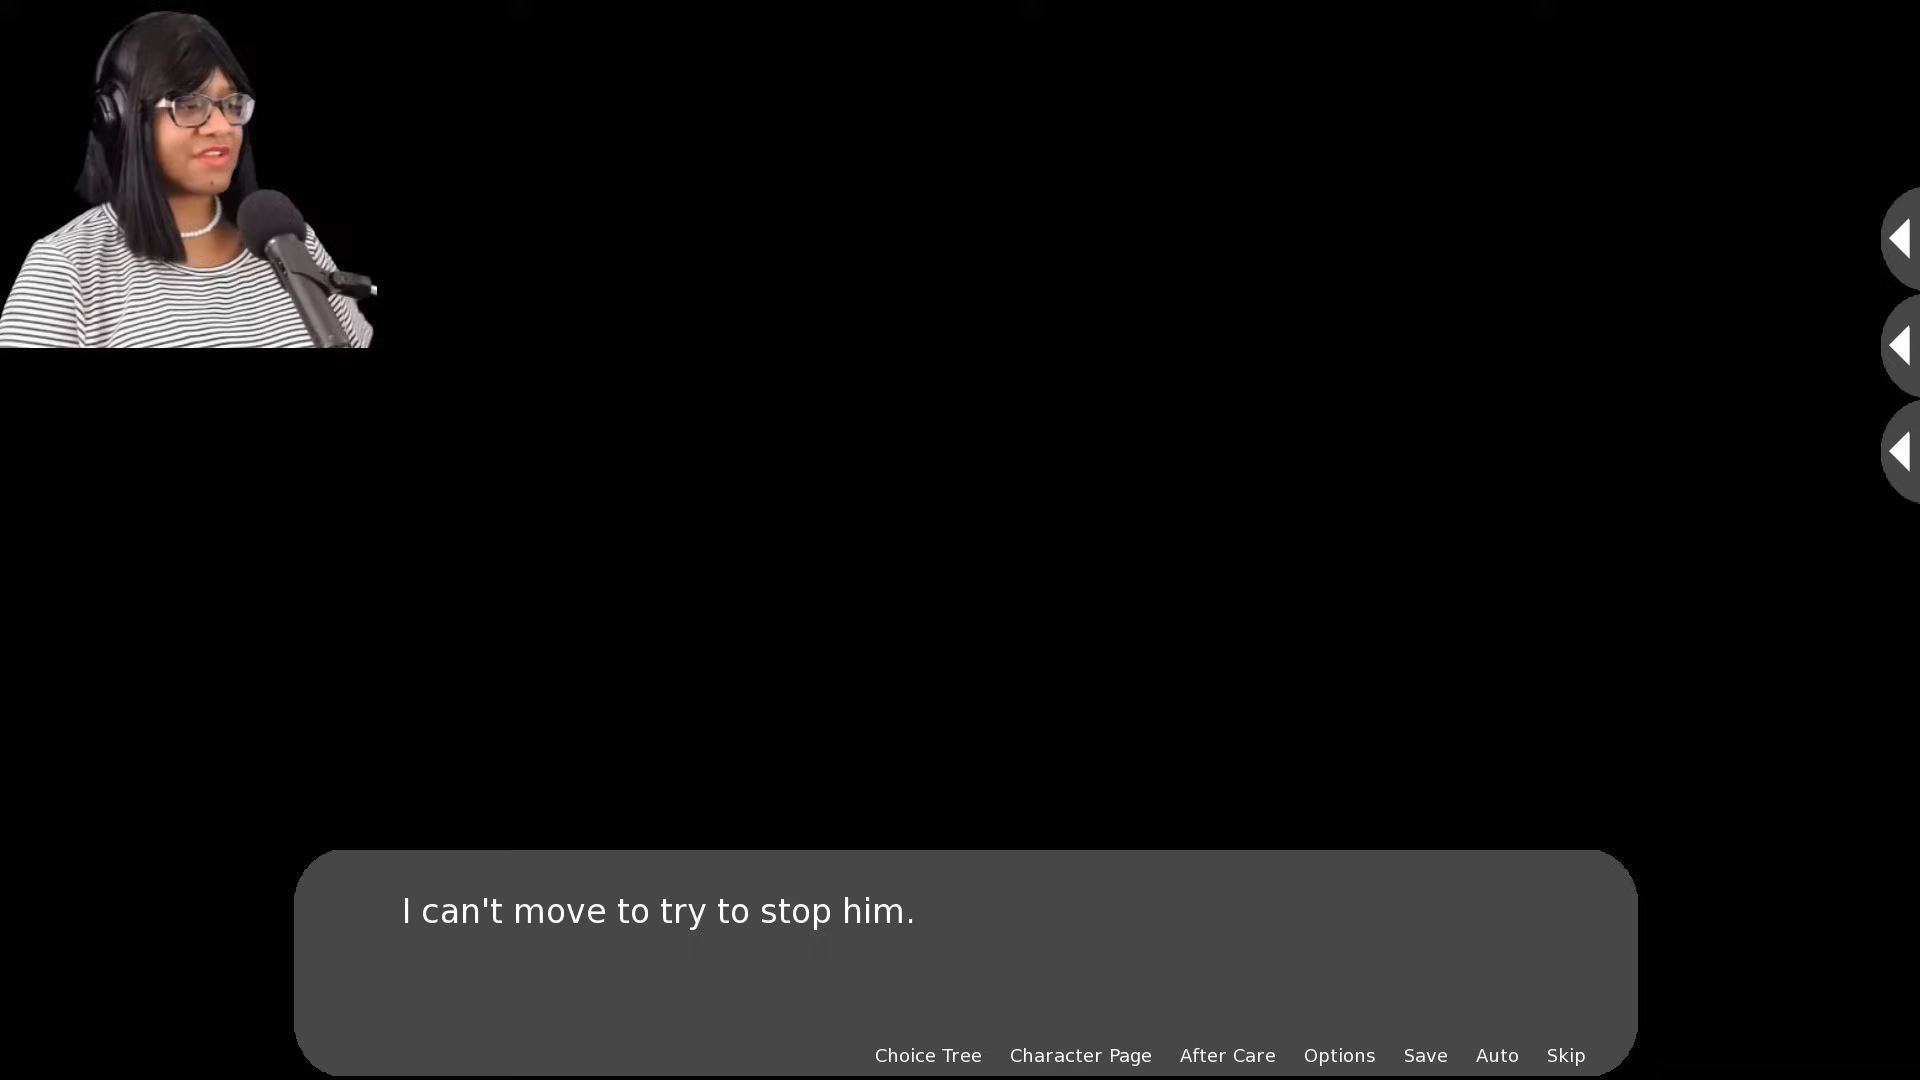 I can't move to try to stop him.
Choice Tree Character Page After Care Options Save Auto Skip